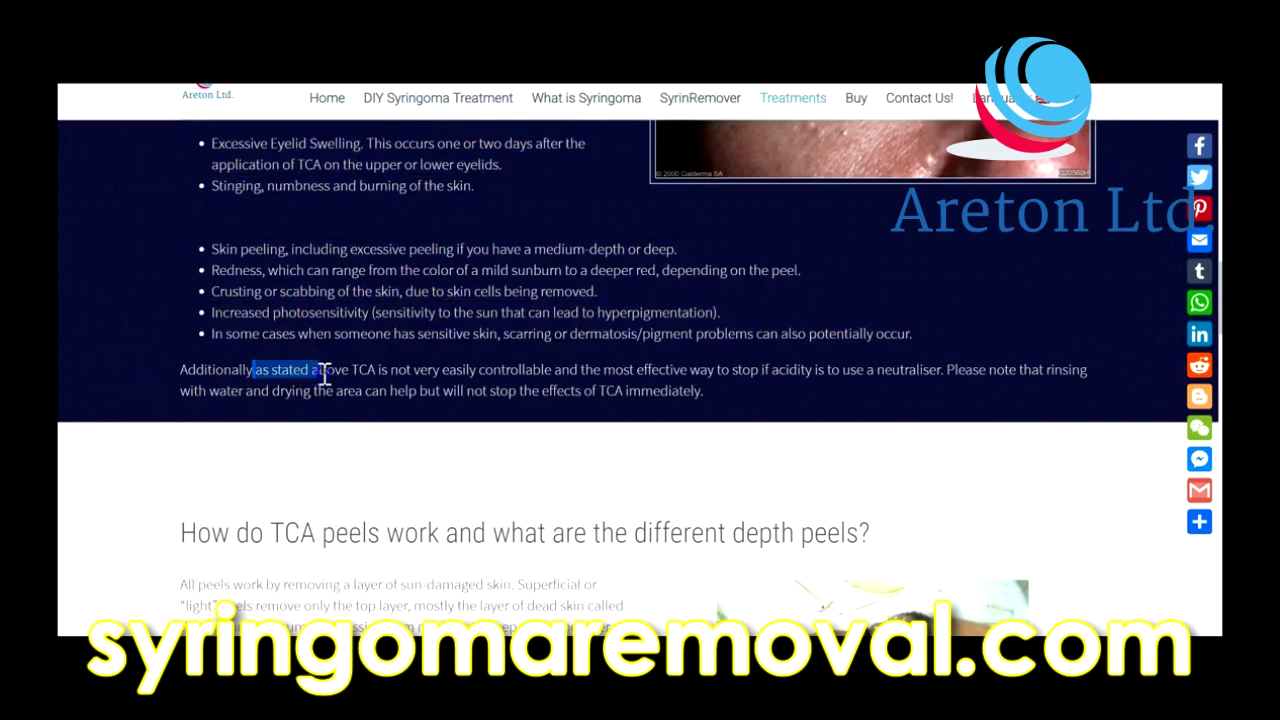 Areton Ltd.
Home DIY Syringoma Treatment What is Syringoma SyrinRemover Treatments Buy Contact Us!
Excessive Eyelid Swelling. This occurs one or two days after the
application of TCA on the upper or lower eyelids.
Stinging, numbness and burning of the skin.
© 2000 Galderma SA
Areton Ltd.
Skin peeling, including excessive peeling if you have a medium-depth or deep.
Redness, which can range from the color of a mild sunburn to a deeper red, depending on the peel.
Crusting or scabbing of the skin, due to skin cells being removed.
Increased photosensitivity (sensitivity to the sun that can lead to hyperpigmentation).
In some cases when someone has sensitive skin, scarring or dermatosis/pigment problems can also potentially occur.
Additionally as stated above TCA is not very easily controllable and the most effective way to stop if acidity is to use a neutraliser. Please note that rinsing
with water and drying the area can help but will not stop the effects of TCA immediately.
How do TCA peels work and what are the different depth peels?
All peels work by removing a layer of sun-damaged skin. Superficial or
"light" peels remove only the top layer, mostly the layer of dead skin called
syringomaremoval.com